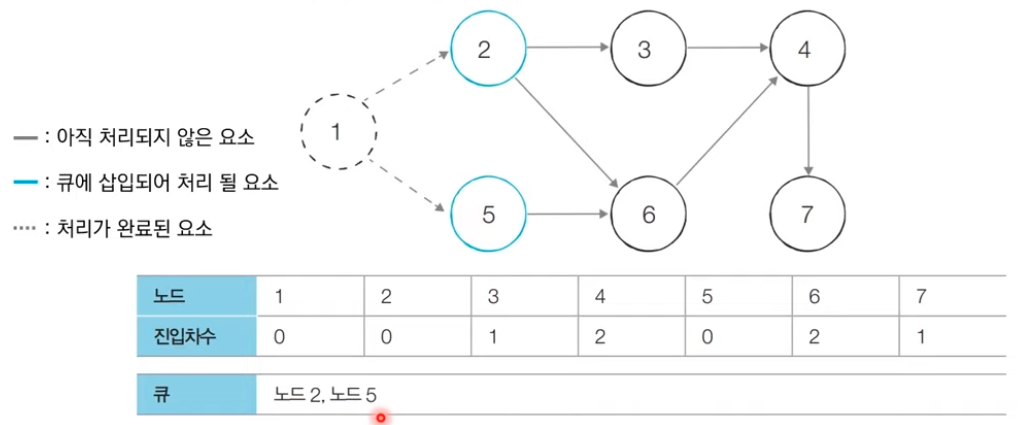 2
3
4
1
5
6
7
: 아직 처리되지 않은 요소
: 큐에 삽입되어 처리 될 요소
: 처리가 완료된 요소
노드 1 2 3 4 5 6 7
진입차수 0 0 1 2 0 2 1
큐 노드 2, 노드 5